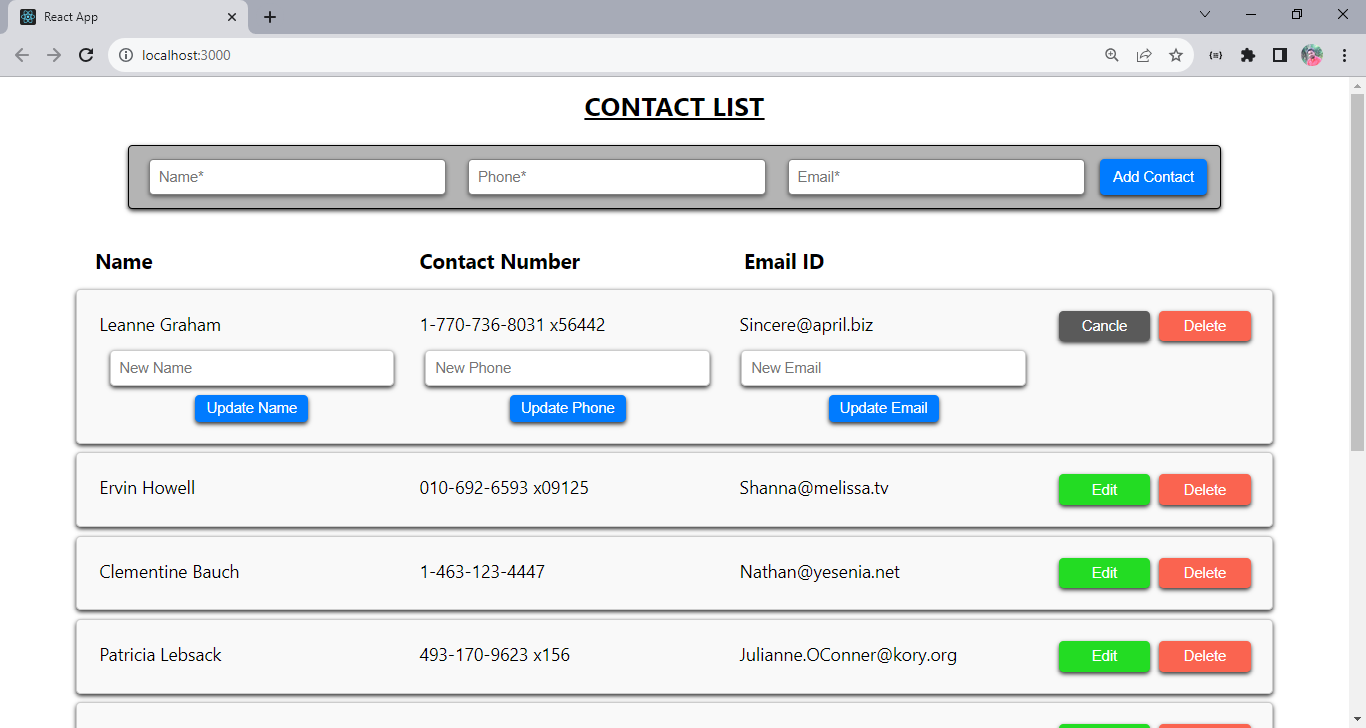 React App
localhost:3000
CONTACT LIST
Name* Phone* Email* Add Contact
Name Contact Number Email ID
Leanne Graham 1-770-736-8031 x56442 Sincere@april.biz Cancle Delete
New Name New Phone New Email
Update Name Update Phone Update Email
Ervin Howell 010-692-6593 x09125 Shanna@melissa.tv Edit Delete
Clementine Bauch 1-463-123-4447 Nathan@yesenia.net Edit Delete
Patricia Lebsack 493-170-9623 x156 Julianne.OConner@kory.org Edit Delete